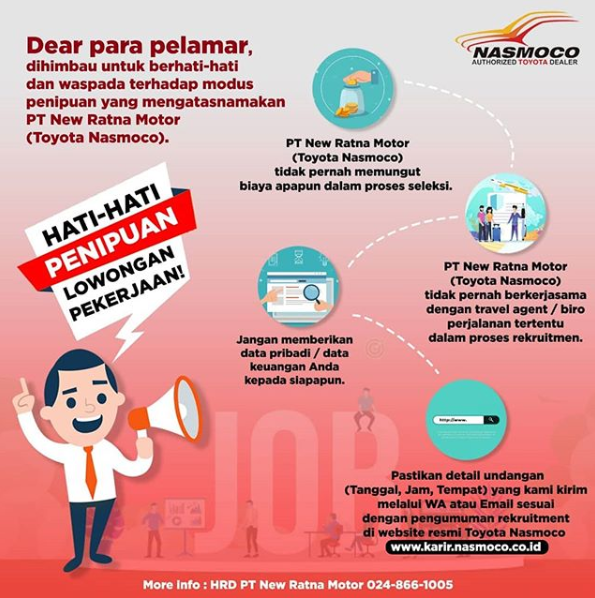 Dear para pelamar,
dihimbau untuk berhati-hati
dan waspada terhadap modus
penipuan yang mengatasnamakan
PT New Ratna Motor
(Toyota Nasmoco).
NASMOCO
AUTHORIZED TOYOTA DEALER
HATI-HATI
PENIPUAN
LOWONGAN
PEKERJAAN!
PT New Ratna Motor
(Toyota Nasmoco)
tidak pernah memungut
biaya apapun dalam proses seleksi.
PT New Ratna Motor
(Toyota Nasmoco)
tidak pernah berkerjasama
dengan travel agent / biro
perjalanan tertentu
dalam proses rekruitmen.
Jangan memberikan
data pribadi / data
keuangan Anda
kepada siapapun.
http://www.
Pastikan detail undangan
(Tanggal, Jam, Tempat) yang kami kirim
melalui WA atau Email sesuai
dengan pengumuman rekruitment
di website resmi Toyota Nasmoco
www.karir.nasmoco.co.id
JOB
More Info : HRD PT New Ratna Motor 024-866-1005